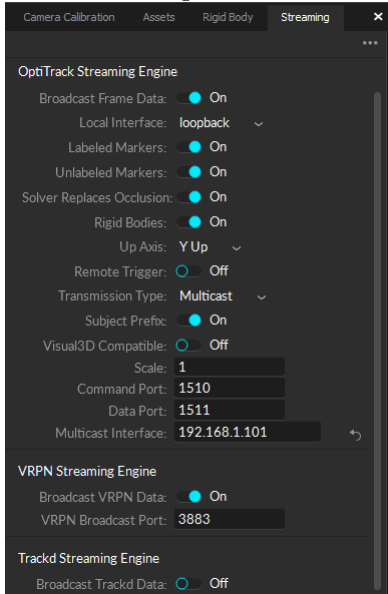 Camera Calibration Assets Rigid Body Streaming ×
...
OptiTrack Streaming Engine
Broadcast Frame Data: On
Local Interface: loopback
Labeled Markers: On
Unlabeled Markers: On
Solver Replaces Occlusion: On
Rigid Bodies: On
Up Axis: Y Up
Remote Trigger: Off
Transmission Type: Multicast
Subject Prefix: On
Visual3D Compatible: Off
Scale: 1
Command Port: 1510
Data Port: 1511
Multicast Interface: 192.168.1.101
VRPN Streaming Engine
Broadcast VRPN Data: On
VRPN Broadcast Port: 3883
Trackd Streaming Engine
Broadcast Trackd Data: Off